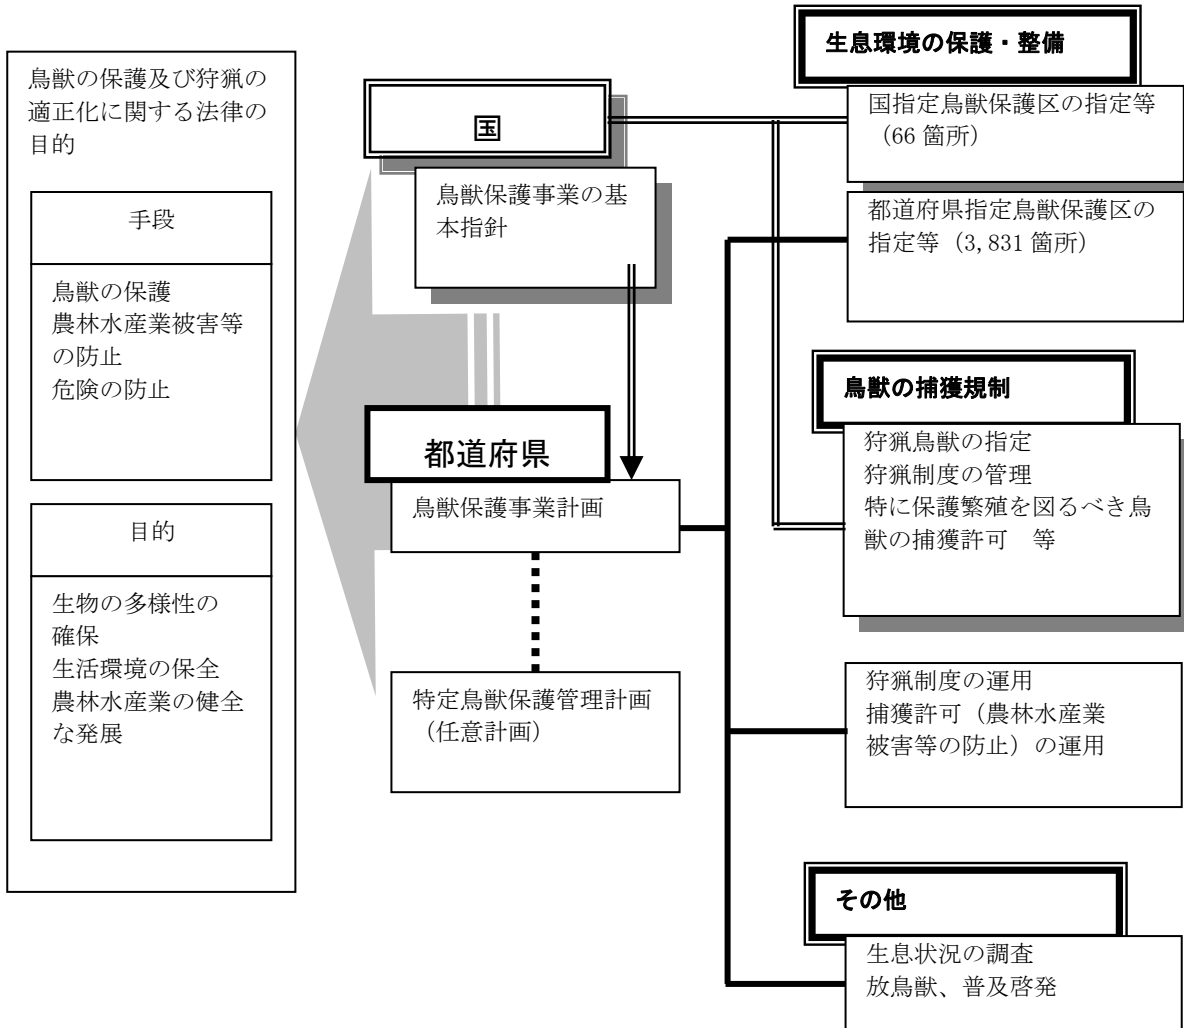 鳥獣の保護及び狩猟の
適正化に関する法律の
目的
手段
鳥獣の保護
農林水産業被害等
の防止
危険の防止
目的
生物の多様性の
確保
生活環境の保全
農林水産業の健全
な発展
国
鳥獣保護事業の基
本指針
都道府県
鳥獣保護事業計画
特定鳥獣保護管理計画
（任意計画）
生息環境の保護・整備
国指定鳥獣保護区の指定等
（66 箇所）
都道府県指定鳥獣保護区の
指定等（3,831 箇所）
鳥獣の捕獲規制
狩猟鳥獣の指定
狩猟制度の管理
特に保護繁殖を図るべき鳥
獣の捕獲許可　等
狩猟制度の運用
捕獲許可（農林水産業
被害等の防止）の運用
その他
生息状況の調査
放鳥獣、普及啓発